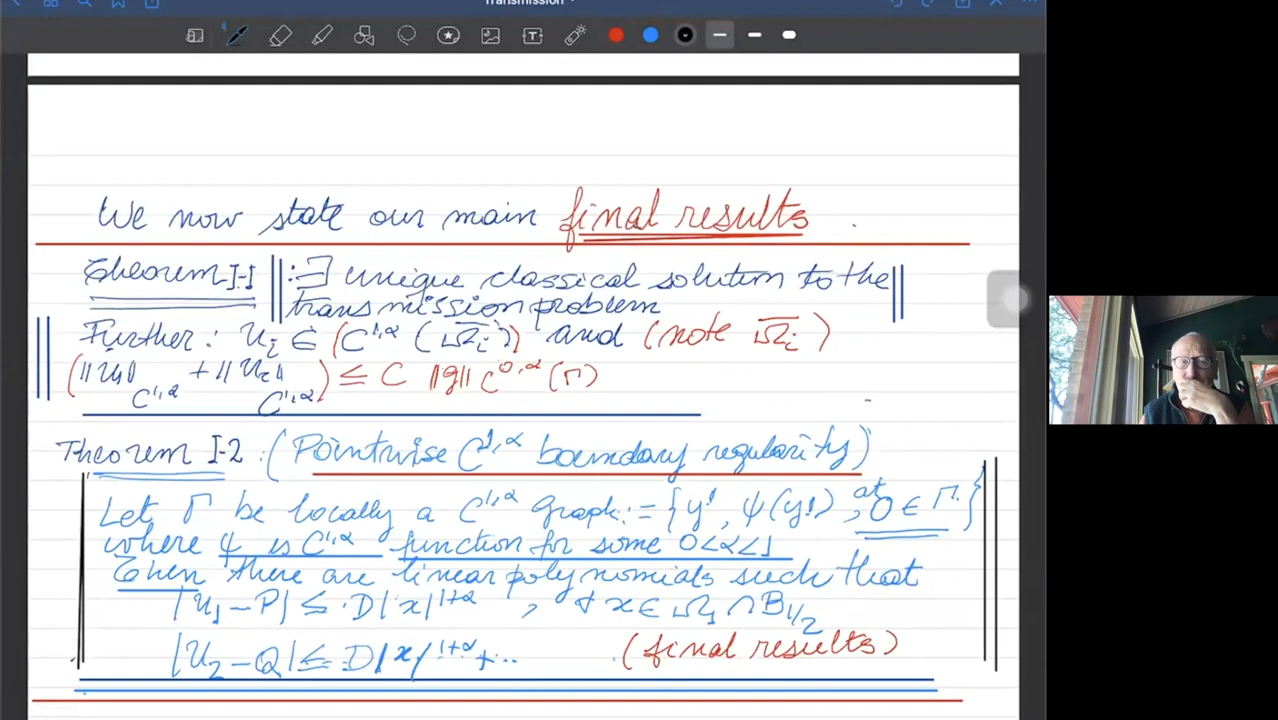 Transmission
We now state our main final results.
Theorem I-1 : ∃ unique classical solution to the
transmission problem
Further: u_i ∈ (C^{1,α} (Ω̅_i)) and (note Ω̅_i)
(‖u_1‖_{C^{1,α}} + ‖u_2‖_{C^{1,α}}) ≤ C ‖g‖ C^{0,α}(Γ)
Theorem I-2 : (Pointwise C^{1,α} boundary regularity)
Let Γ be locally a C^{1,α} Graph: = {y', ψ(y'), at 0 ∈ Γ.}
where ψ is C^{1,α} function for some 0<α<1
Then there are linear polynomials such that
|u_1 - P| ≤ D|x|^{1+α} , ∀ x ∈ Ω_1 ∩ B_{1/2}
|u_2 - Q| ≤ D|x|^{1+α} + ... (final results)